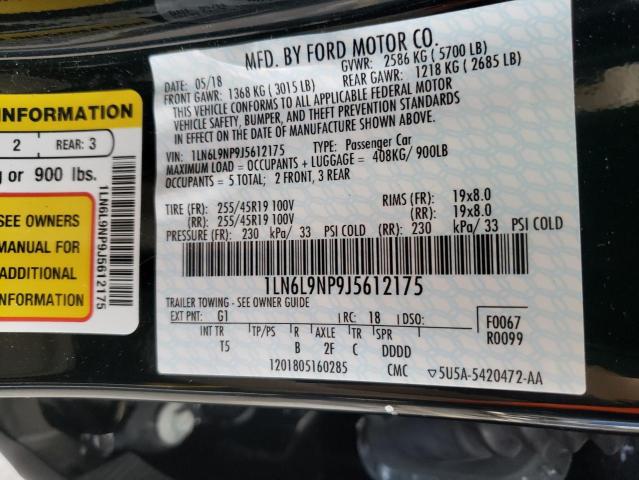 MFD. BY FORD MOTOR CO.
DATE: 05/18 GVWR: 2586 KG ( 5700 LB)
FRONT GAWR: 1368 KG ( 3015 LB) REAR GAWR: 1218 KG ( 2685 LB)
THIS VEHICLE CONFORMS TO ALL APPLICABLE FEDERAL MOTOR
VEHICLE SAFETY, BUMPER, AND THEFT PREVENTION STANDARDS
IN EFFECT ON THE DATE OF MANUFACTURE SHOWN ABOVE.
VIN: 1LN6L9NP9J5612175 TYPE: Passenger Car
MAXIMUM LOAD = OCCUPANTS + LUGGAGE = 408KG/ 900LB
OCCUPANTS = 5 TOTAL; 2 FRONT, 3 REAR
TIRE (FR): 255/45R19 100V RIMS (FR): 19x8.0
(RR): 255/45R19 100V (RR): 19x8.0
PRESSURE (FR): 230 kPa/ 33 PSI COLD (RR): 230 kPa/ 33 PSI COLD
1LN6L9NP9J5612175
TRAILER TOWING - SEE OWNER GUIDE
EXT PNT: G1 RC: 18 DSO: F0067
R0099
INT TR TP/PS R AXLE TR SPR
T5 B 2F C DDDD
1201805160285 CMC 5U5A-5420472-AA
INFORMATION
2 REAR: 3
or 900 lbs.
SEE OWNERS
MANUAL FOR
ADDITIONAL
INFORMATION
1LN6L9NP9J5612175